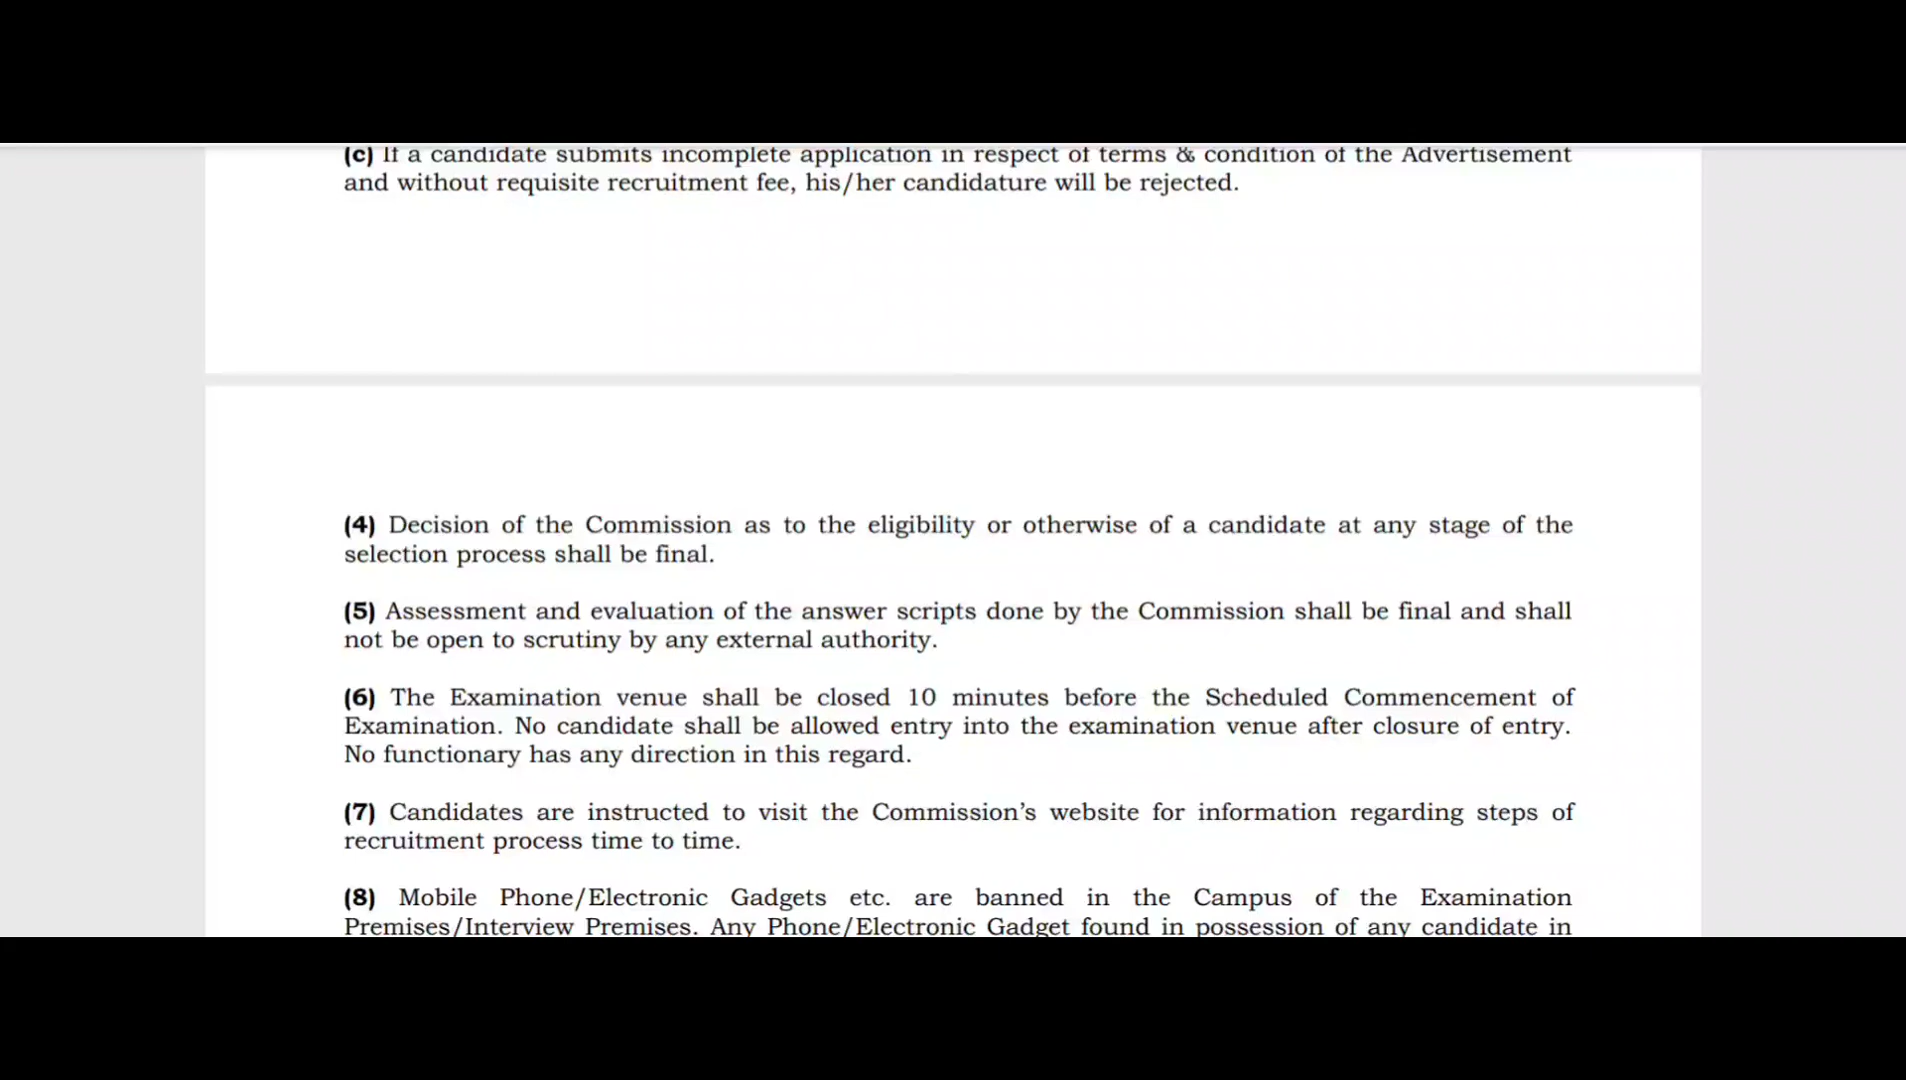 (c) If a candidate submits incomplete application in respect of terms & condition of the Advertisement
and without requisite recruitment fee, his/her candidature will be rejected.
(4) Decision of the Commission as to the eligibility or otherwise of a candidate at any stage of the
selection process shall be final.
(5) Assessment and evaluation of the answer scripts done by the Commission shall be final and shall
not be open to scrutiny by any external authority.
(6) The Examination venue shall be closed 10 minutes before the Scheduled Commencement of
Examination. No candidate shall be allowed entry into the examination venue after closure of entry.
No functionary has any direction in this regard.
(7) Candidates are instructed to visit the Commission’s website for information regarding steps of
recruitment process time to time.
(8) Mobile Phone/Electronic Gadgets etc. are banned in the Campus of the Examination
Premises/Interview Premises. Any Phone/Electronic Gadget found in possession of any candidate in